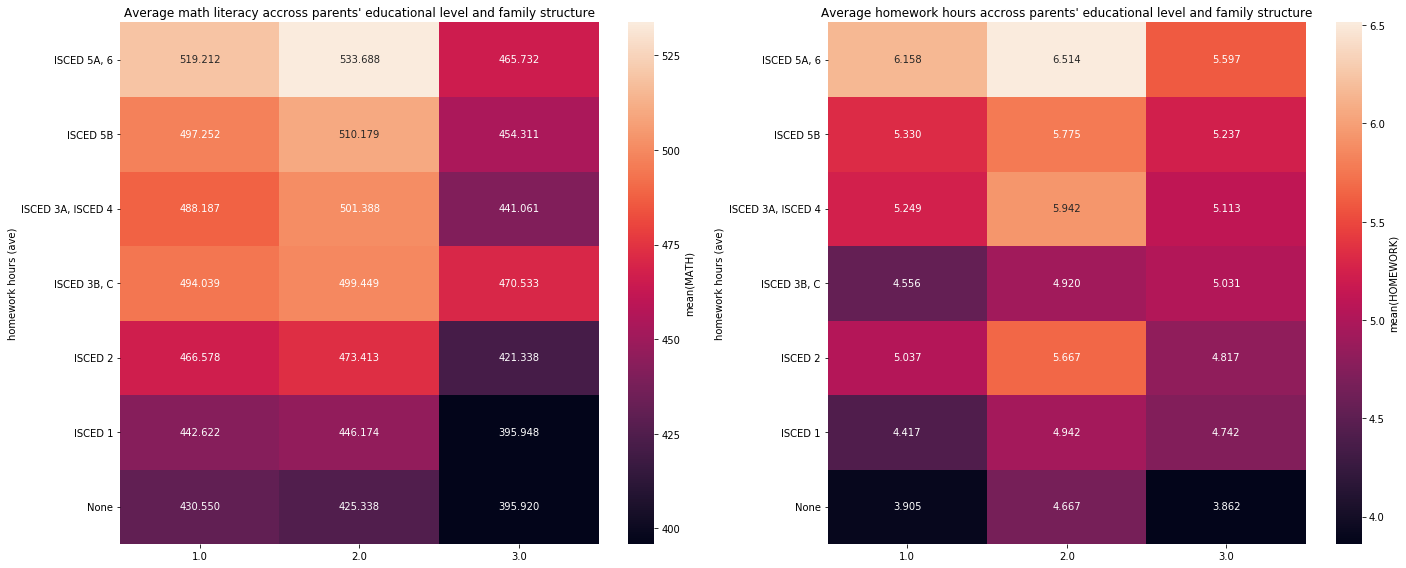 Average math literacy accross parents' educational level and family structure
homework hours (ave)
ISCED 5A, 6 519.212 533.688 465.732
ISCED 5B 497.252 510.179 454.311
ISCED 3A, ISCED 4 488.187 501.388 441.061
ISCED 3B, C 494.039 499.449 470.533
ISCED 2 466.578 473.413 421.338
ISCED 1 442.622 446.174 395.948
None 430.550 425.338 395.920
1.0 2.0 3.0
525
500
475
450
425
400
mean(MATH)
Average homework hours accross parents' educational level and family structure
homework hours (ave)
ISCED 5A, 6 6.158 6.514 5.597
ISCED 5B 5.330 5.775 5.237
ISCED 3A, ISCED 4 5.249 5.942 5.113
ISCED 3B, C 4.556 4.920 5.031
ISCED 2 5.037 5.667 4.817
ISCED 1 4.417 4.942 4.742
None 3.905 4.667 3.862
1.0 2.0 3.0
6.5
6.0
5.5
5.0
4.5
4.0
mean(HOMEWORK)